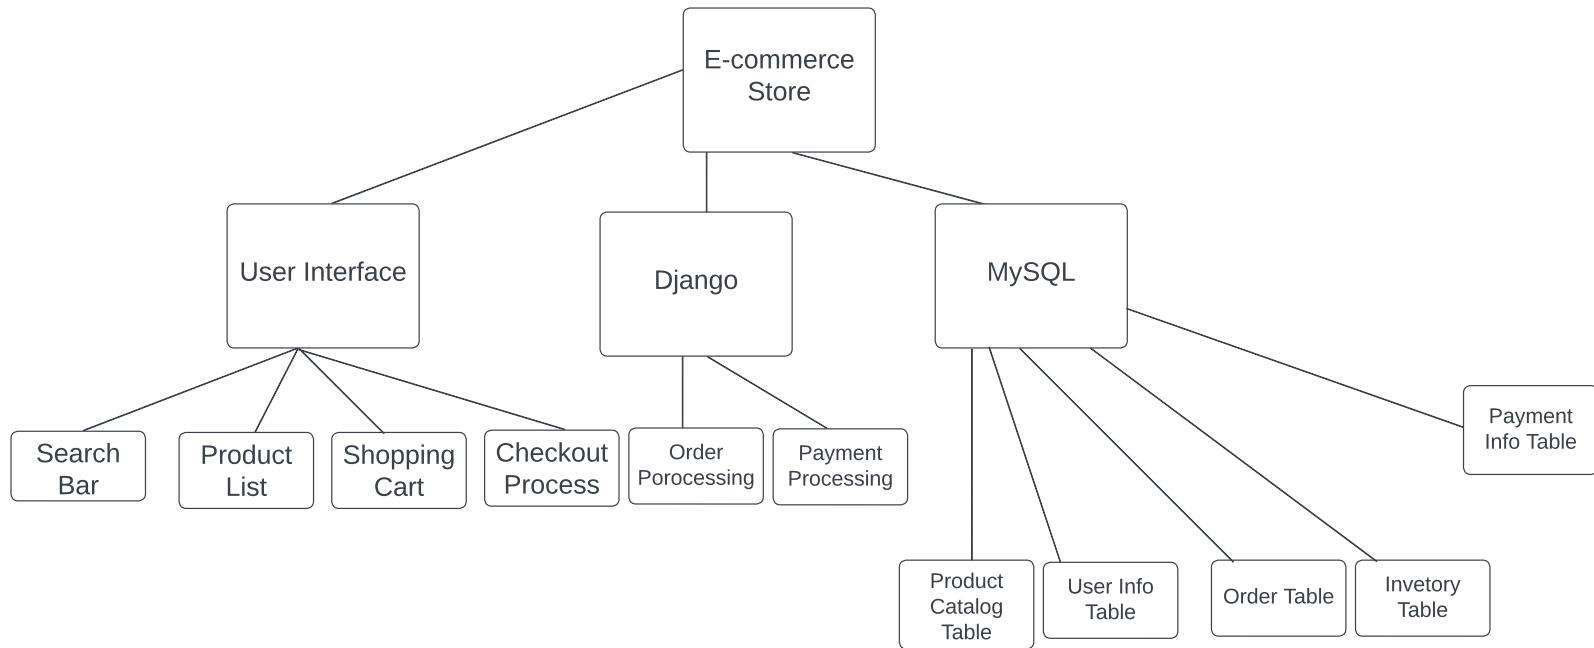 E-commerce
Store
User Interface
Django
MySQL
Search
Bar
Product
List
Shopping
Cart
Checkout
Process
Order
Porocessing
Payment
Processing
Payment
Info Table
Product
Catalog
Table
User Info
Table
Order Table
Invetory
Table